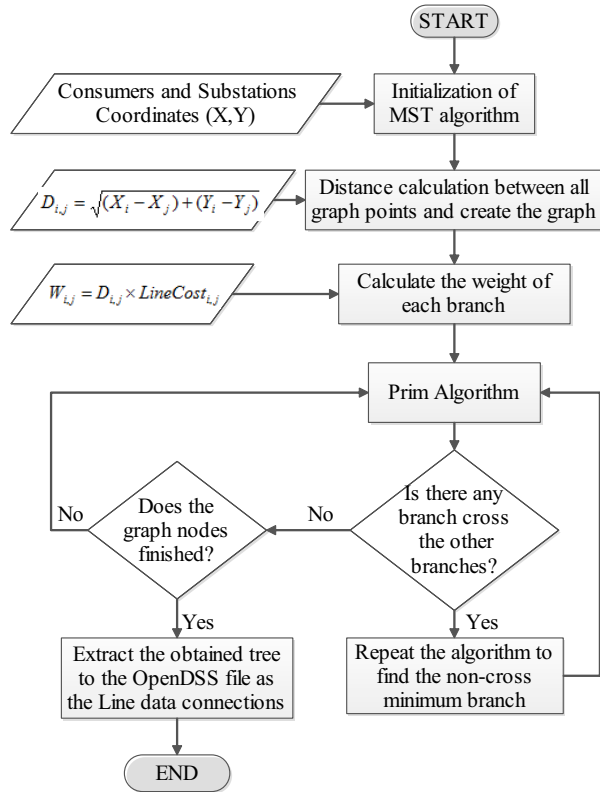 START
Consumers and Substations
Coordinates (X,Y)
Initialization of
MST algorithm
D_{i,j} = √(X_i − X_j) + (Y_i − Y_j)
Distance calculation between all
graph points and create the graph
W_{i,j} = D_{i,j} × LineCost_{i,j}
Calculate the weight of
each branch
Prim Algorithm
Is there any
branch cross
the other
branches?
No
Does the
graph nodes
finished?
No
Yes
Yes
Extract the obtained tree
to the OpenDSS file as
the Line data connections
Repeat the algorithm to
find the non-cross
minimum branch
END